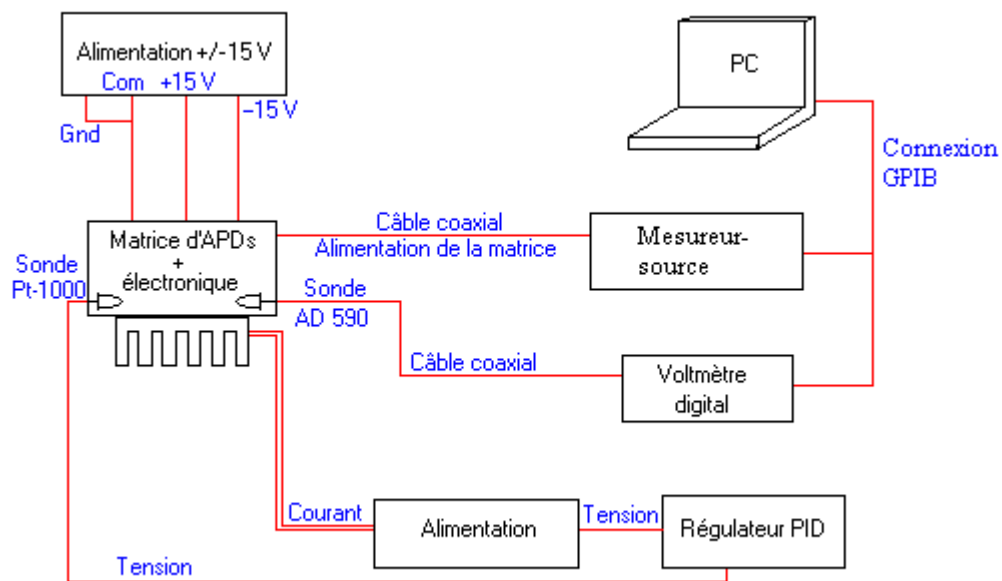 Alimentation +/-15 V
Com +15 V
-15 V
Gnd
PC
Connexion
GPIB
Câble coaxial
Alimentation de la matrice
Matrice d'APDs
+
électronique
Mesureur-
source
Sonde
Pt-1000
Sonde
AD 590
Câble coaxial
Voltmètre
digital
Courant
Alimentation
Tension
Régulateur PID
Tension